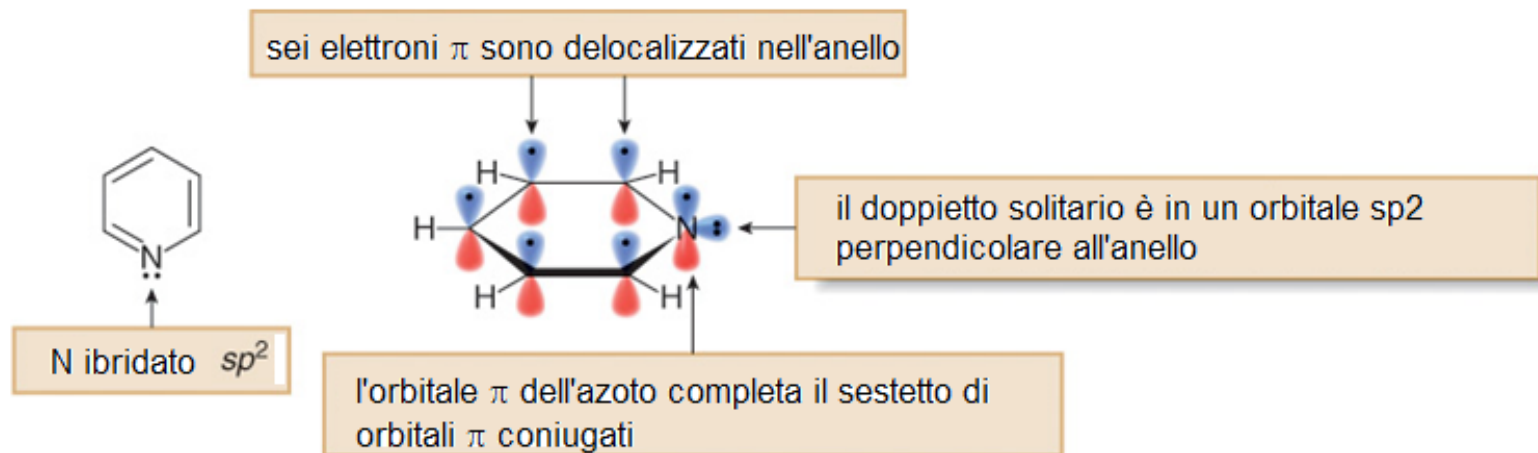 sei elettroni π sono delocalizzati nell'anello
H
H
H
N
il doppietto solitario è in un orbitale sp2
perpendicolare all'anello
N
H
H
N ibridato sp²
l'orbitale π dell'azoto completa il sestetto di
orbitali π coniugati